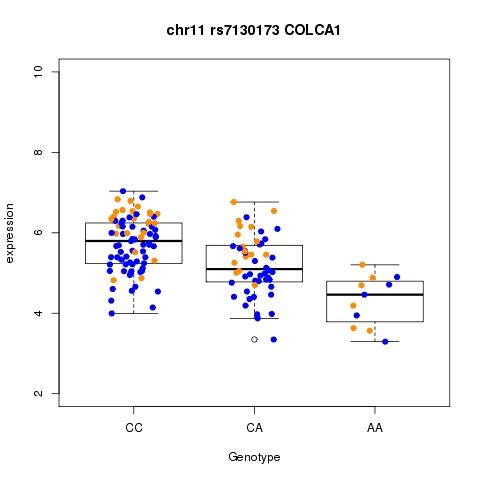 chr11 rs7130173 COLCA1
10
8
6
4
2
expression
CC
CA
AA
Genotype